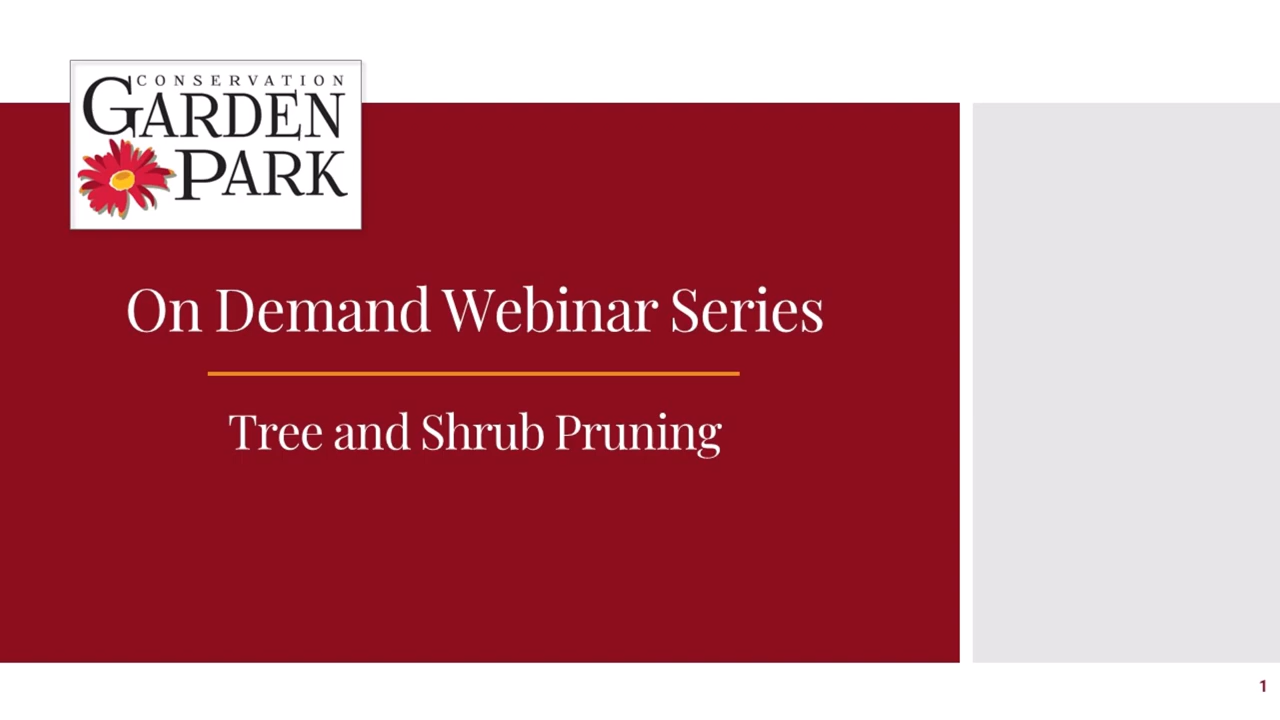 CONSERVATION
GARDEN
PARK
On Demand Webinar Series
Tree and Shrub Pruning
1